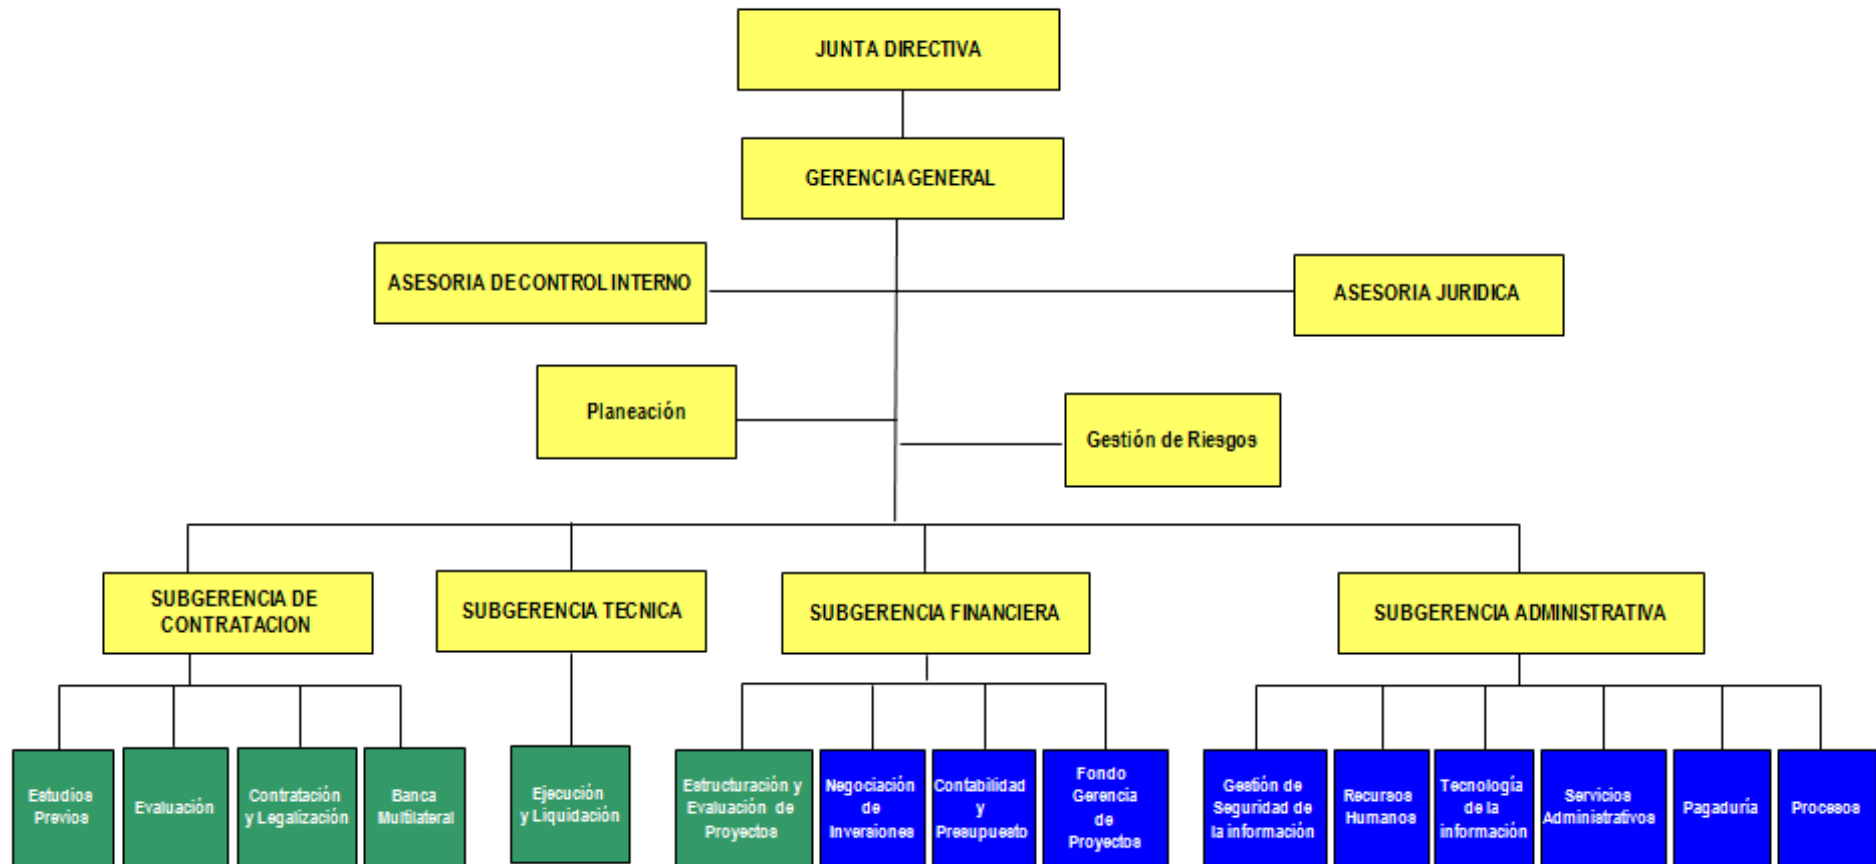 JUNTA DIRECTIVA
GERENCIA GENERAL
ASESORIA DE CONTROL INTERNO
ASESORIA JURIDICA
Planeación
Gestión de Riesgos
SUBGERENCIA DE
CONTRATACION
SUBGERENCIA TECNICA
SUBGERENCIA FINANCIERA
SUBGERENCIA ADMINISTRATIVA
Estudios
Previos
Evaluación
Contratación
y Legalización
Banca
Multilateral
Ejecución
y Liquidación
Estructuración y
Evaluación de
Proyectos
Negociación
de
Inversiones
Contabilidad
y
Presupuesto
Fondo
Gerencia
de
Proyectos
Gestión de
Seguridad de
la información
Recursos
Humanos
Tecnología
de la
información
Servicios
Administrativos
Pagaduría
Procesos